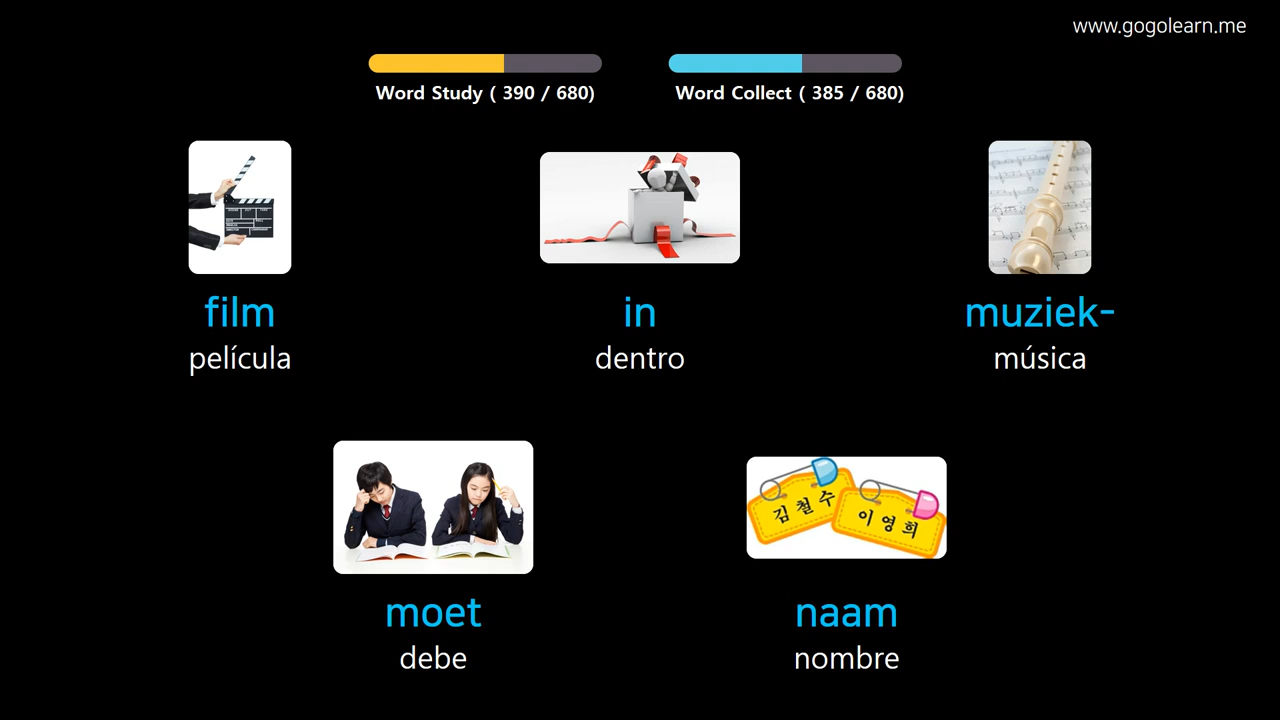 www.gogolearn.me
Word Study ( 390 / 680)
Word Collect ( 385 / 680)
film
película
in
dentro
muziek-
música
김철수
이영희
moet
debe
naam
nombre